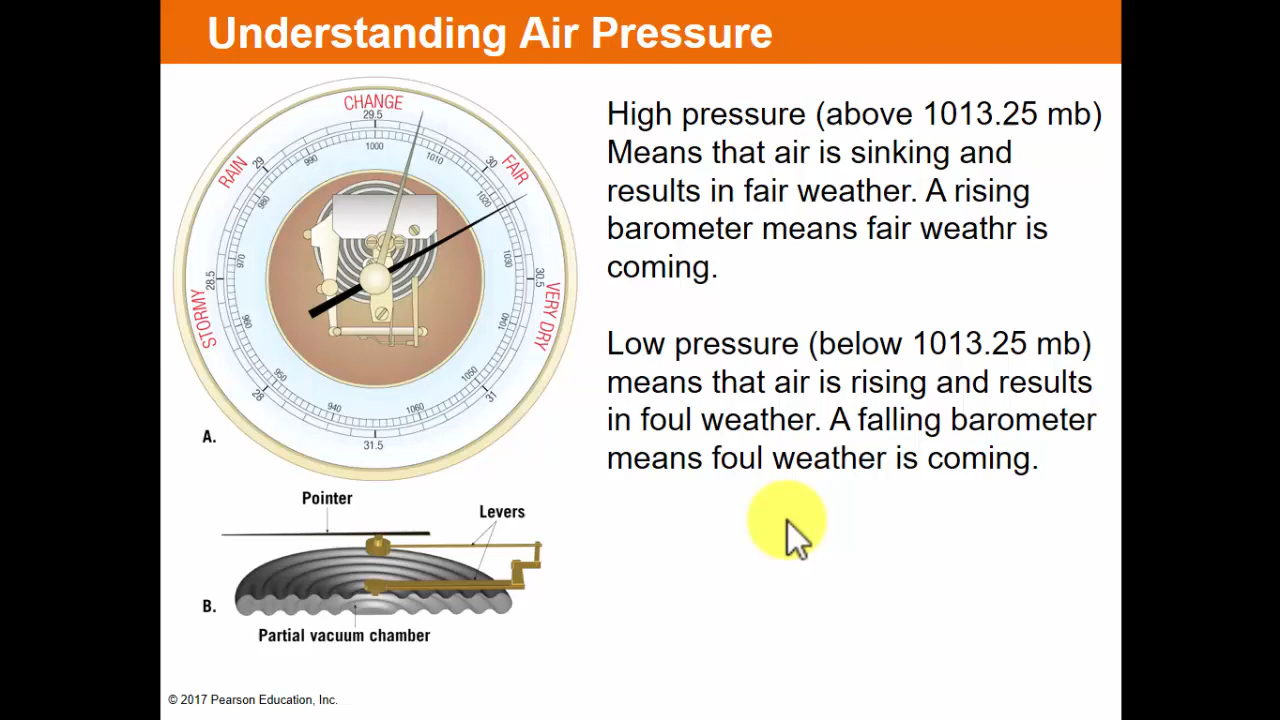 Understanding Air Pressure
CHANGE
29.5
RAIN
29
30
FAIR
990
1000
1010
980
1020
970
1030
28.5
30.5
STORMY
VERY DRY
960
1040
950
1050
28
31
940
1060
31.5
A.
High pressure (above 1013.25 mb)
Means that air is sinking and
results in fair weather. A rising
barometer means fair weathr is
coming.
Low pressure (below 1013.25 mb)
means that air is rising and results
in foul weather. A falling barometer
means foul weather is coming.
Pointer
Levers
B.
Partial vacuum chamber
© 2017 Pearson Education, Inc.